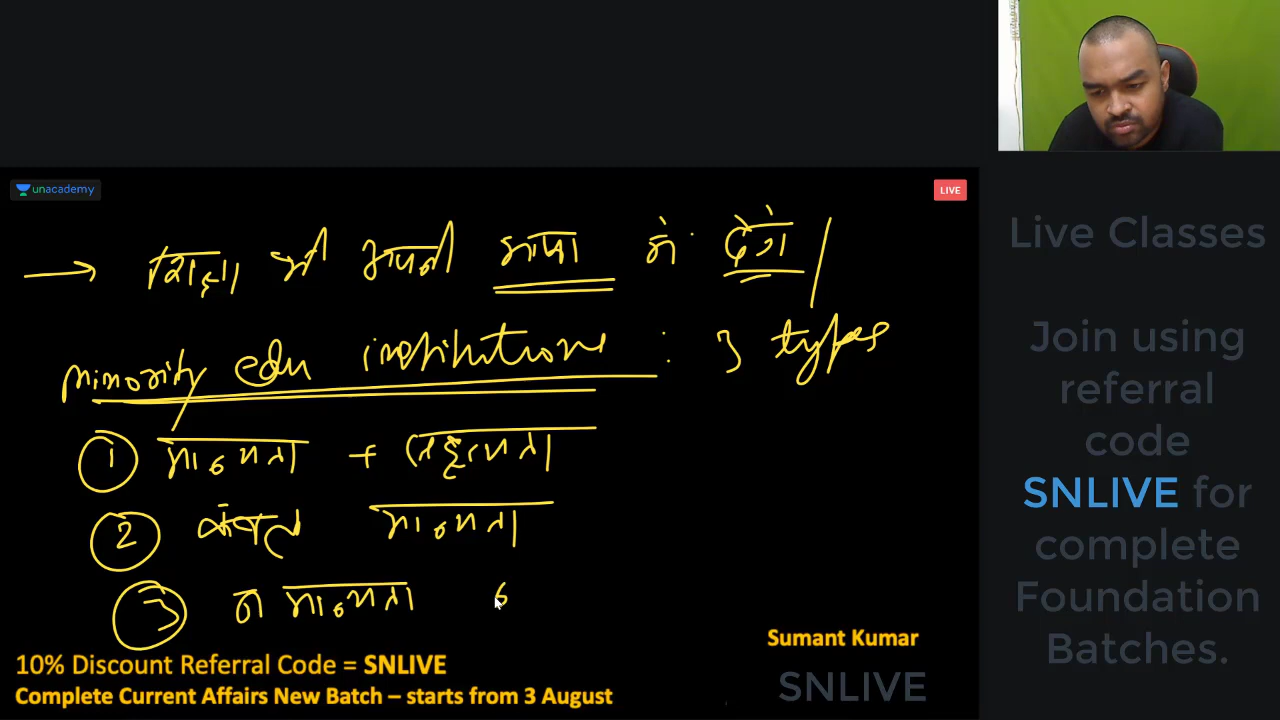 unacademy
LIVE
→ शिक्षा भी अपनी भाषा में देंगे/
minority edu institutions : 3 types
① मान्यता + सहायता
② केवल मान्यता
③ न मान्यता
Sumant Kumar
10% Discount Referral Code = SNLIVE
SNLIVE
Complete Current Affairs New Batch – starts from 3 August
Live Classes
Join using
referral
code
SNLIVE for
complete
Foundation
Batches.